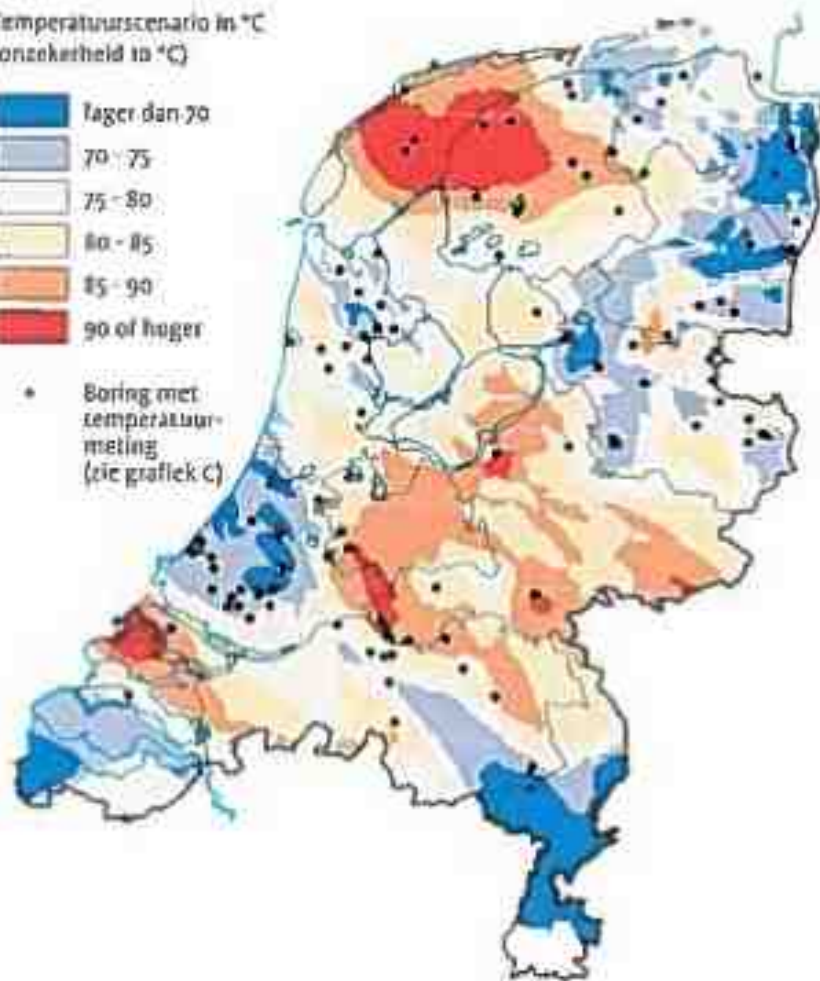 Temperatuurscenario in °C
(onzekerheid 10 °C)
lager dan 70
70 - 75
75 - 80
80 - 85
85 - 90
90 of hoger
Boring met
temperatuur-
meting
(zie grafiek C)